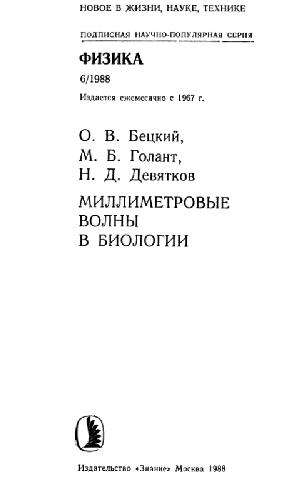 НОВОЕ В ЖИЗНИ, НАУКЕ, ТЕХНИКЕ
ПОДПИСНАЯ НАУЧНО-ПОПУЛЯРНАЯ СЕРИЯ
ФИЗИКА
6/1988
Издается ежемесячно с 1967 г.
О. В. Бецкий,
М. Б. Голант,
Н. Д. Девятков
МИЛЛИМЕТРОВЫЕ
ВОЛНЫ
В БИОЛОГИИ
Издательство «Знание» Москва 1988